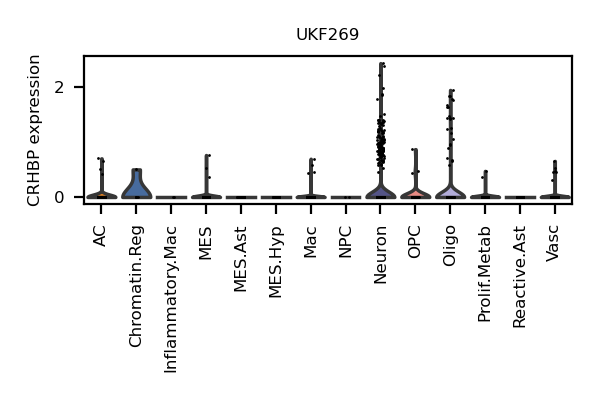 UKF269
CRHBP expression
2
0
AC
Chromatin.Reg
Inflammatory.Mac
MES
MES.Ast
MES.Hyp
Mac
NPC
Neuron
OPC
Oligo
Prolif.Metab
Reactive.Ast
Vasc